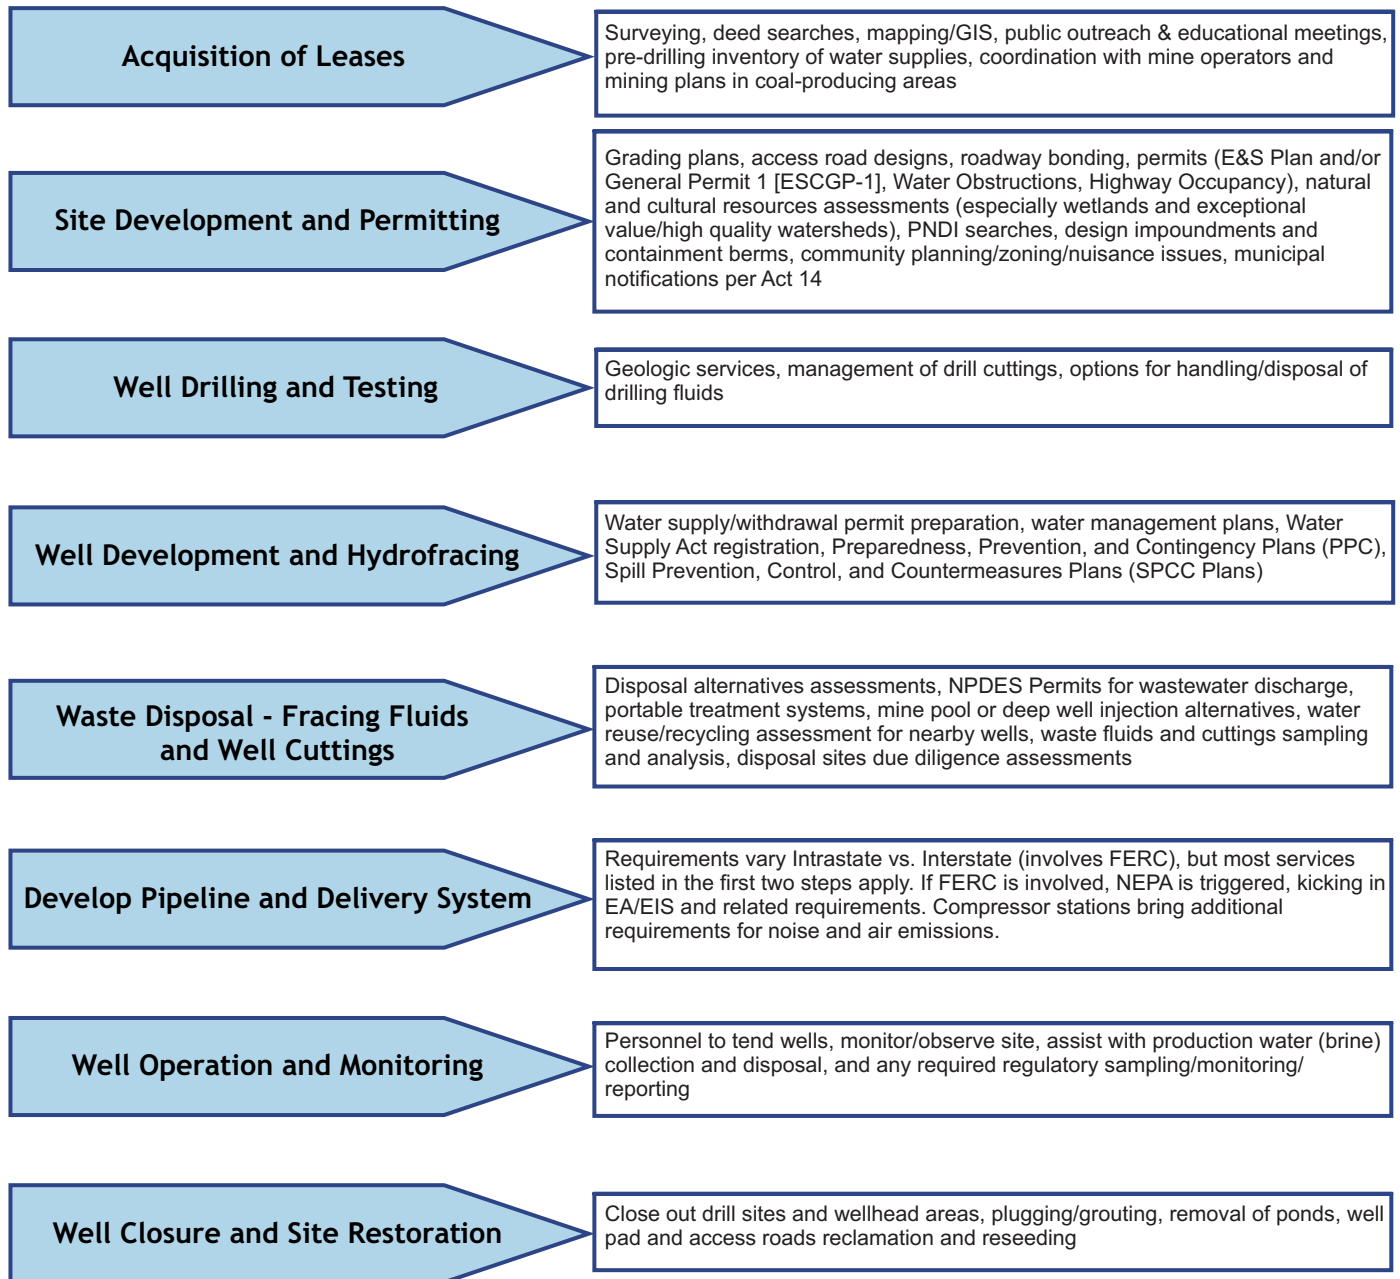 Acquisition of Leases
Surveying, deed searches, mapping/GIS, public outreach & educational meetings,
pre-drilling inventory of water supplies, coordination with mine operators and
mining plans in coal-producing areas
Site Development and Permitting
Grading plans, access road designs, roadway bonding, permits (E&S Plan and/or
General Permit 1 [ESCGP-1], Water Obstructions, Highway Occupancy), natural
and cultural resources assessments (especially wetlands and exceptional
value/high quality watersheds), PNDI searches, design impoundments and
containment berms, community planning/zoning/nuisance issues, municipal
notifications per Act 14
Well Drilling and Testing
Geologic services, management of drill cuttings, options for handling/disposal of
drilling fluids
Well Development and Hydrofracing
Water supply/withdrawal permit preparation, water management plans, Water
Supply Act registration, Preparedness, Prevention, and Contingency Plans (PPC),
Spill Prevention, Control, and Countermeasures Plans (SPCC Plans)
Waste Disposal - Fracing Fluids
and Well Cuttings
Disposal alternatives assessments, NPDES Permits for wastewater discharge,
portable treatment systems, mine pool or deep well injection alternatives, water
reuse/recycling assessment for nearby wells, waste fluids and cuttings sampling
and analysis, disposal sites due diligence assessments
Develop Pipeline and Delivery System
Requirements vary Intrastate vs. Interstate (involves FERC), but most services
listed in the first two steps apply. If FERC is involved, NEPA is triggered, kicking in
EA/EIS and related requirements. Compressor stations bring additional
requirements for noise and air emissions.
Well Operation and Monitoring
Personnel to tend wells, monitor/observe site, assist with production water (brine)
collection and disposal, and any required regulatory sampling/monitoring/
reporting
Well Closure and Site Restoration
Close out drill sites and wellhead areas, plugging/grouting, removal of ponds, well
pad and access roads reclamation and reseeding